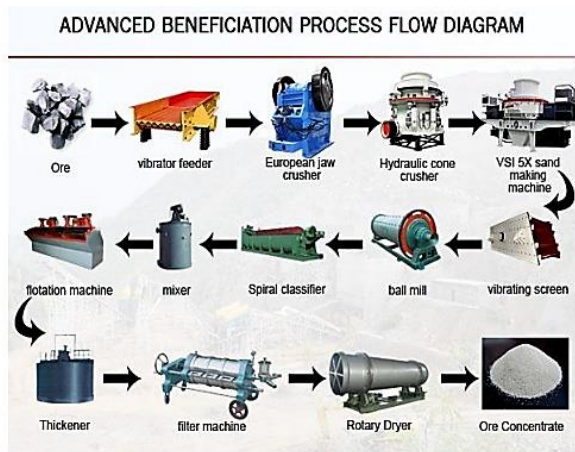 ADVANCED BENEFICIATION PROCESS FLOW DIAGRAM
Ore
vibrator feeder
European jaw
crusher
Hydraulic cone
crusher
VSI 5X sand
making
machine
flotation machine
mixer
Spiral classifier
ball mill
vibrating screen
Thickener
filter machine
Rotary Dryer
Ore Concentrate